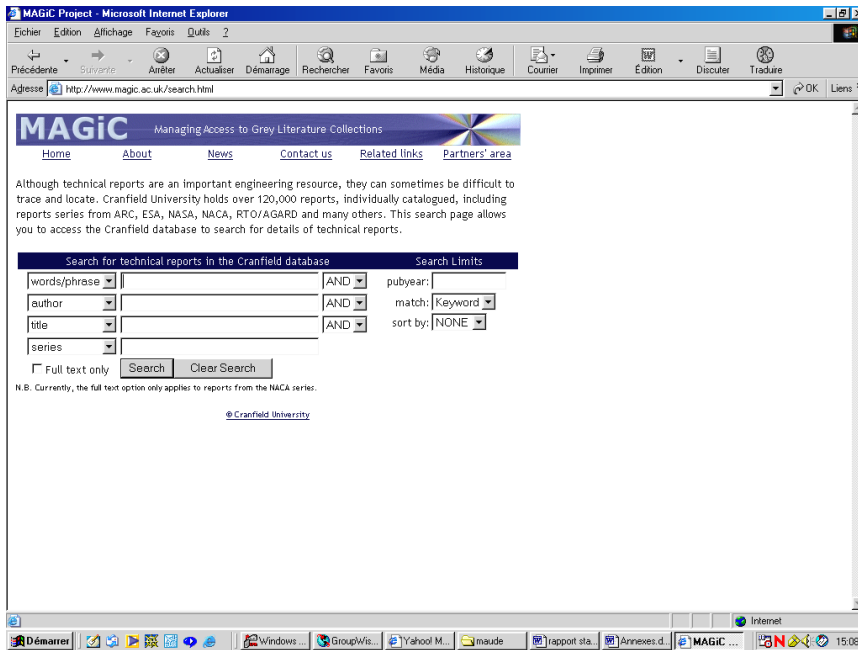 MAGiC Project - Microsoft Internet Explorer
Fichier Edition Affichage Favoris Outils ?
Précédente Suivante Arrêter Actualiser Démarrage Rechercher Favoris Média Historique Courrier Imprimer Édition Discuter Traduire
Adresse http://www.magic.ac.uk/search.html OK Liens
MAGiC Managing Access to Grey Literature Collections
Home About News Contact us Related links Partners' area
Although technical reports are an important engineering resource, they can sometimes be difficult to
trace and locate. Cranfield University holds over 120,000 reports, individually catalogued, including
reports series from ARC, ESA, NASA, NACA, RTO/AGARD and many others. This search page allows
you to access the Cranfield database to search for details of technical reports.
Search for technical reports in the Cranfield database Search Limits
words/phrase AND pubyear:
author AND match: Keyword
title AND sort by: NONE
series
Full text only Search Clear Search
N.B. Currently, the full text option only applies to reports from the NACA series.
© Cranfield University
Internet
Démarrer Windows ... GroupWis... Yahoo! M... maude rapport sta... Annexes.d... MAGiC ... 15:09